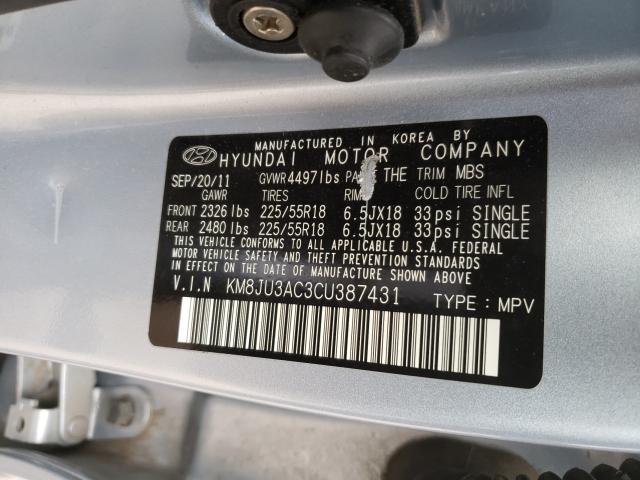 MANUFACTURED IN KOREA BY
HYUNDAI MOTOR COMPANY
SEP/20/11 GVWR4497lbs THE TRIM MBS
GAWR TIRES COLD TIRE INFL
FRONT 2326lbs 225/55R18 6.5JX18 33psi SINGLE
REAR 2480lbs 225/55R18 6.5JX18 33psi SINGLE
THIS VEHICLE CONFORMS TO ALL APPLICABLE U.S.A. FEDERAL
MOTOR VEHICLE SAFETY AND THEFT PREVENTION STANDARDS
IN EFFECT ON THE DATE OF MANUFACTURE SHOWN ABOVE.
V.I.N KM8JU3AC3CU387431 TYPE : MPV